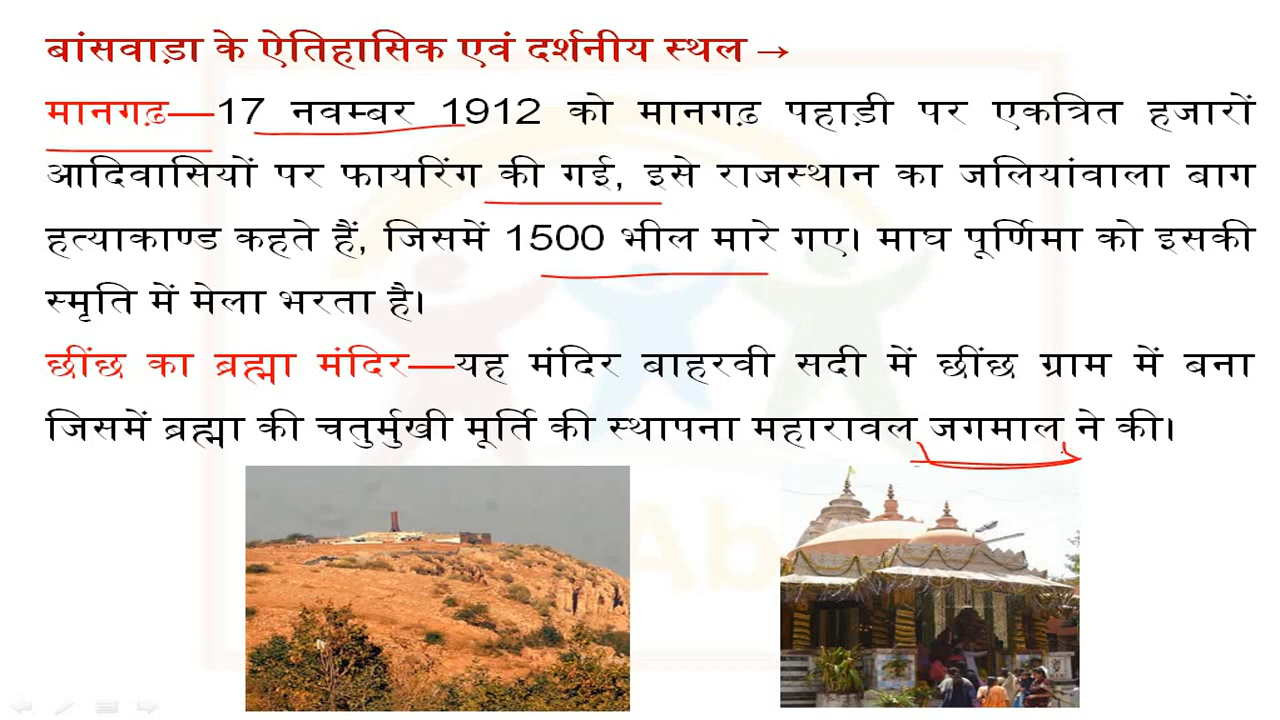 बांसवाड़ा के ऐतिहासिक एवं दर्शनीय स्थल →
मानगढ़—17 नवम्बर 1912 को मानगढ़ पहाड़ी पर एकत्रित हजारों
आदिवासियों पर फायरिंग की गई, इसे राजस्थान का जलियांवाला बाग
हत्याकाण्ड कहते हैं, जिसमें 1500 भील मारे गए। माघ पूर्णिमा को इसकी
स्मृति में मेला भरता है।
छींछ का ब्रह्मा मंदिर—यह मंदिर बाहरवी सदी में छींछ ग्राम में बना
जिसमें ब्रह्मा की चतुर्मुखी मूर्ति की स्थापना महारावल जगमाल ने की।
Ab